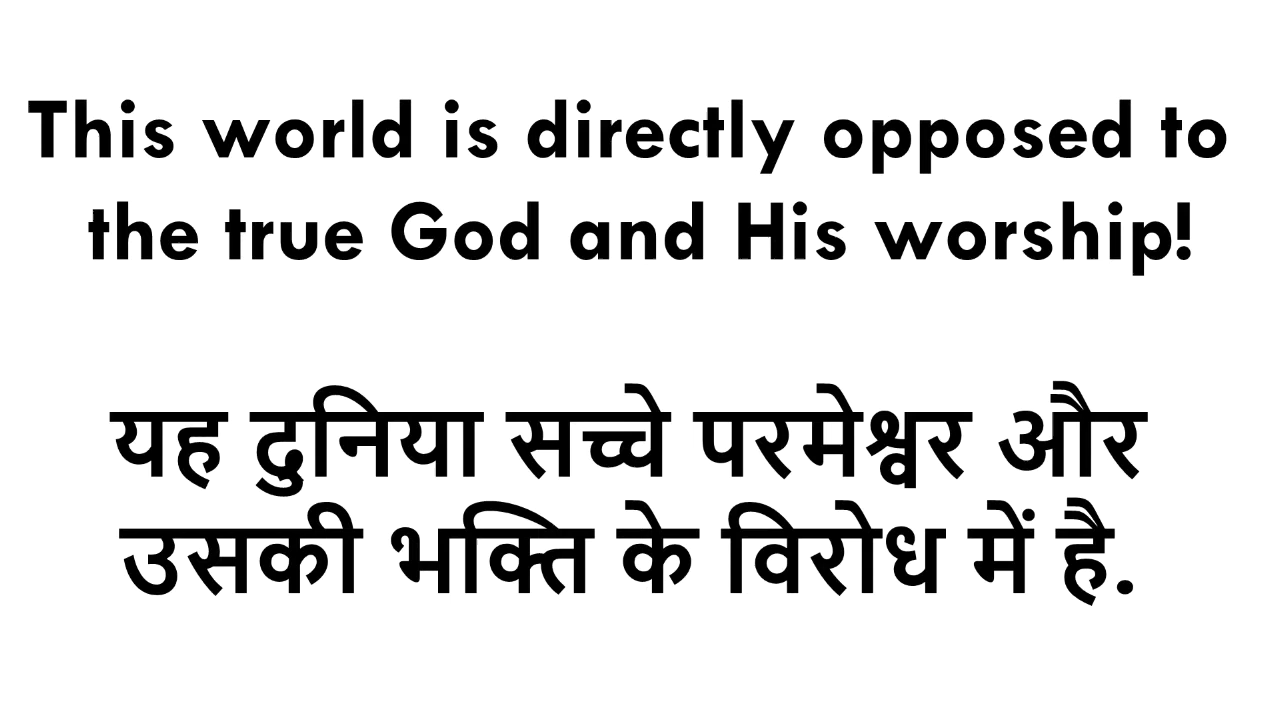 This world is directly opposed to
the true God and His worship!
यह दुनिया सच्चे परमेश्वर और
उसकी भक्ति के विरोध में है.